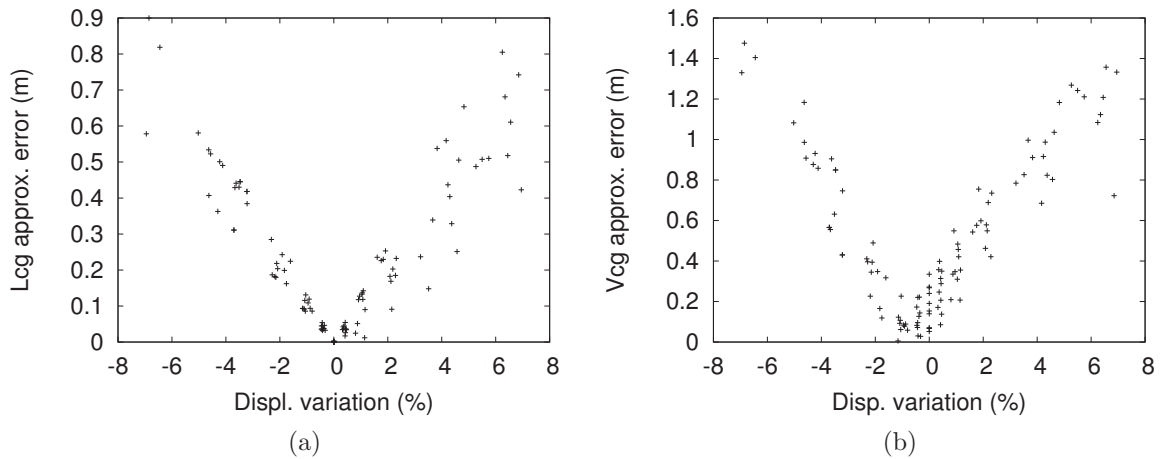 0.9
0.8
0.7
0.6
0.5
0.4
0.3
0.2
0.1
0
Lcg approx. error (m)
-8 -6 -4 -2 0 2 4 6 8
Displ. variation (%)
(a)
1.6
1.4
1.2
1
0.8
0.6
0.4
0.2
0
Vcg approx. error (m)
-8 -6 -4 -2 0 2 4 6 8
Disp. variation (%)
(b)